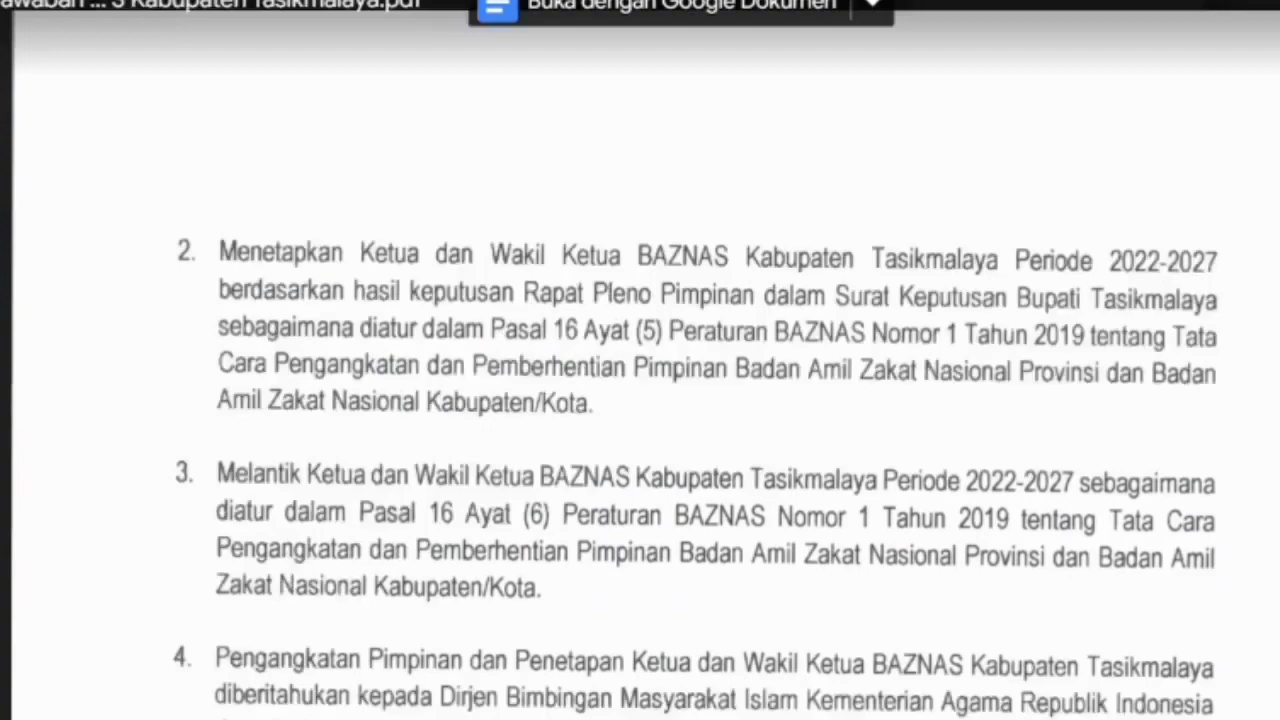 ... 3 Kabupaten Tasikmalaya.pdf
Buka dengan Google Dokumen
2. Menetapkan Ketua dan Wakil Ketua BAZNAS Kabupaten Tasikmalaya Periode 2022-2027
berdasarkan hasil keputusan Rapat Pleno Pimpinan dalam Surat Keputusan Bupati Tasikmalaya
sebagaimana diatur dalam Pasal 16 Ayat (5) Peraturan BAZNAS Nomor 1 Tahun 2019 tentang Tata
Cara Pengangkatan dan Pemberhentian Pimpinan Badan Amil Zakat Nasional Provinsi dan Badan
Amil Zakat Nasional Kabupaten/Kota.
3. Melantik Ketua dan Wakil Ketua BAZNAS Kabupaten Tasikmalaya Periode 2022-2027 sebagaimana
diatur dalam Pasal 16 Ayat (6) Peraturan BAZNAS Nomor 1 Tahun 2019 tentang Tata Cara
Pengangkatan dan Pemberhentian Pimpinan Badan Amil Zakat Nasional Provinsi dan Badan Amil
Zakat Nasional Kabupaten/Kota.
4. Pengangkatan Pimpinan dan Penetapan Ketua dan Wakil Ketua BAZNAS Kabupaten Tasikmalaya
diberitahukan kepada Dirjen Bimbingan Masyarakat Islam Kementerian Agama Republik Indonesia